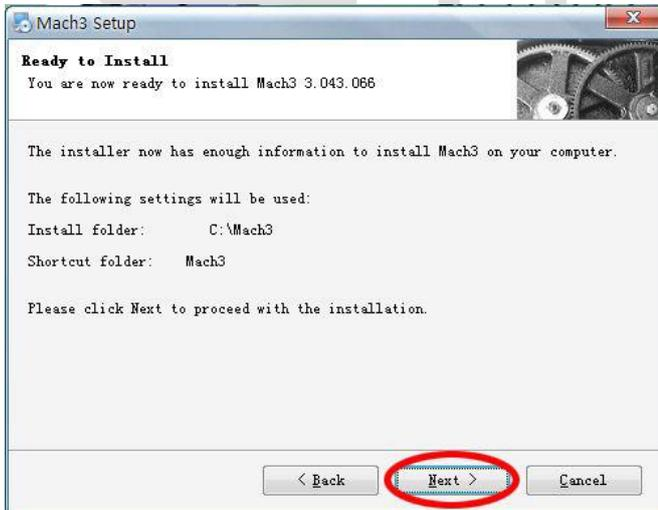 Mach3 Setup
Ready to Install
You are now ready to install Mach3 3.043.066
The installer now has enough information to install Mach3 on your computer.
The following settings will be used:
Install folder: C:\Mach3
Shortcut folder: Mach3
Please click Next to proceed with the installation.
< Back Next > Cancel